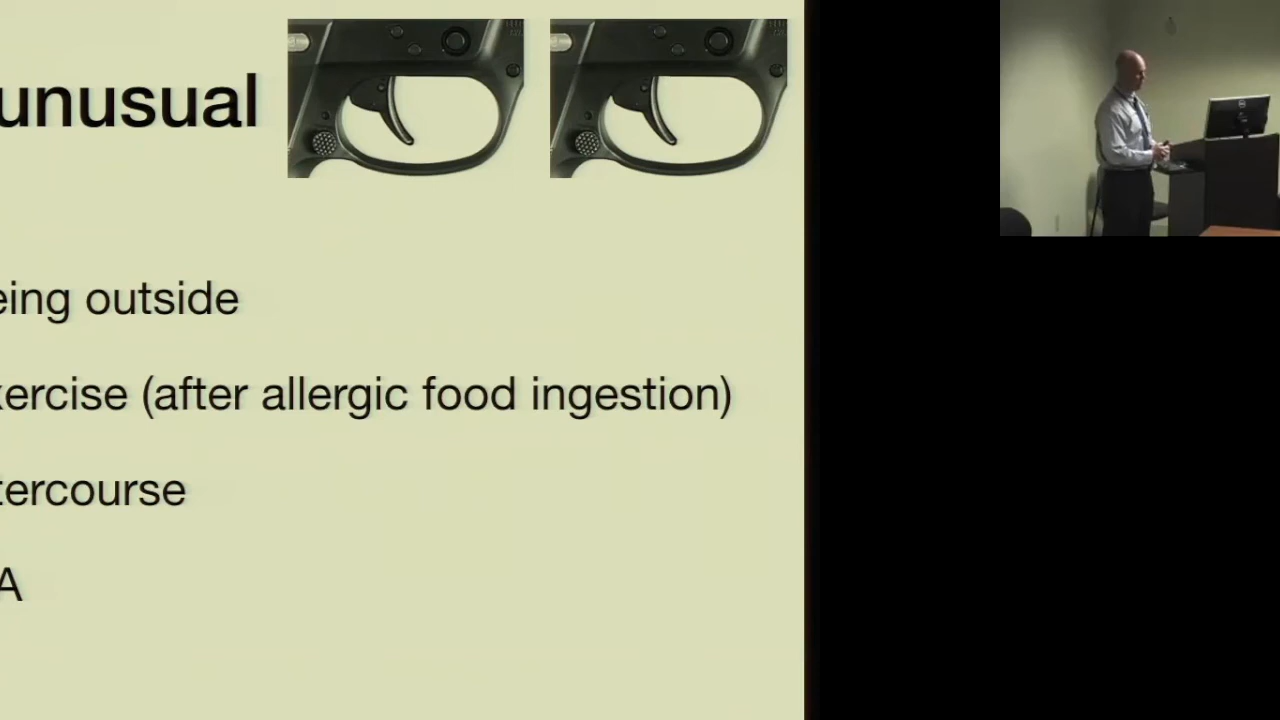 unusual
eing outside
xercise (after allergic food ingestion)
tercourse
A